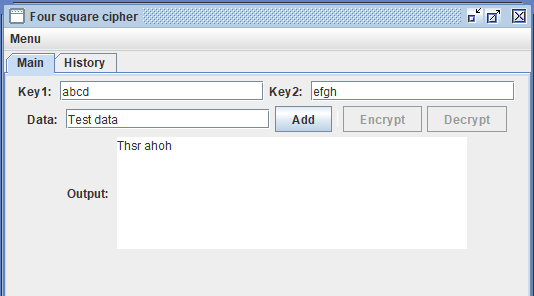 Four square cipher
Menu
Main History
Key1: abcd Key2: efgh
Data: Test data Add Encrypt Decrypt
Thsr ahoh
Output: